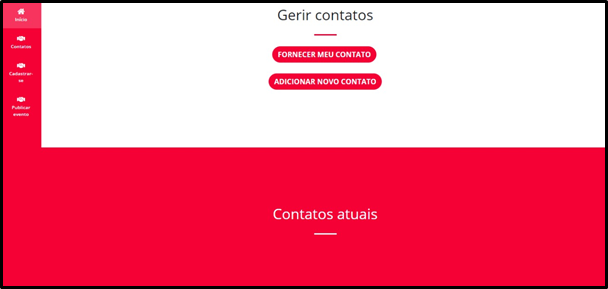 Início
Contatos
Cadastrar-
se
Publicar
evento
Gerir contatos
FORNECER MEU CONTATO
ADICIONAR NOVO CONTATO
Contatos atuais